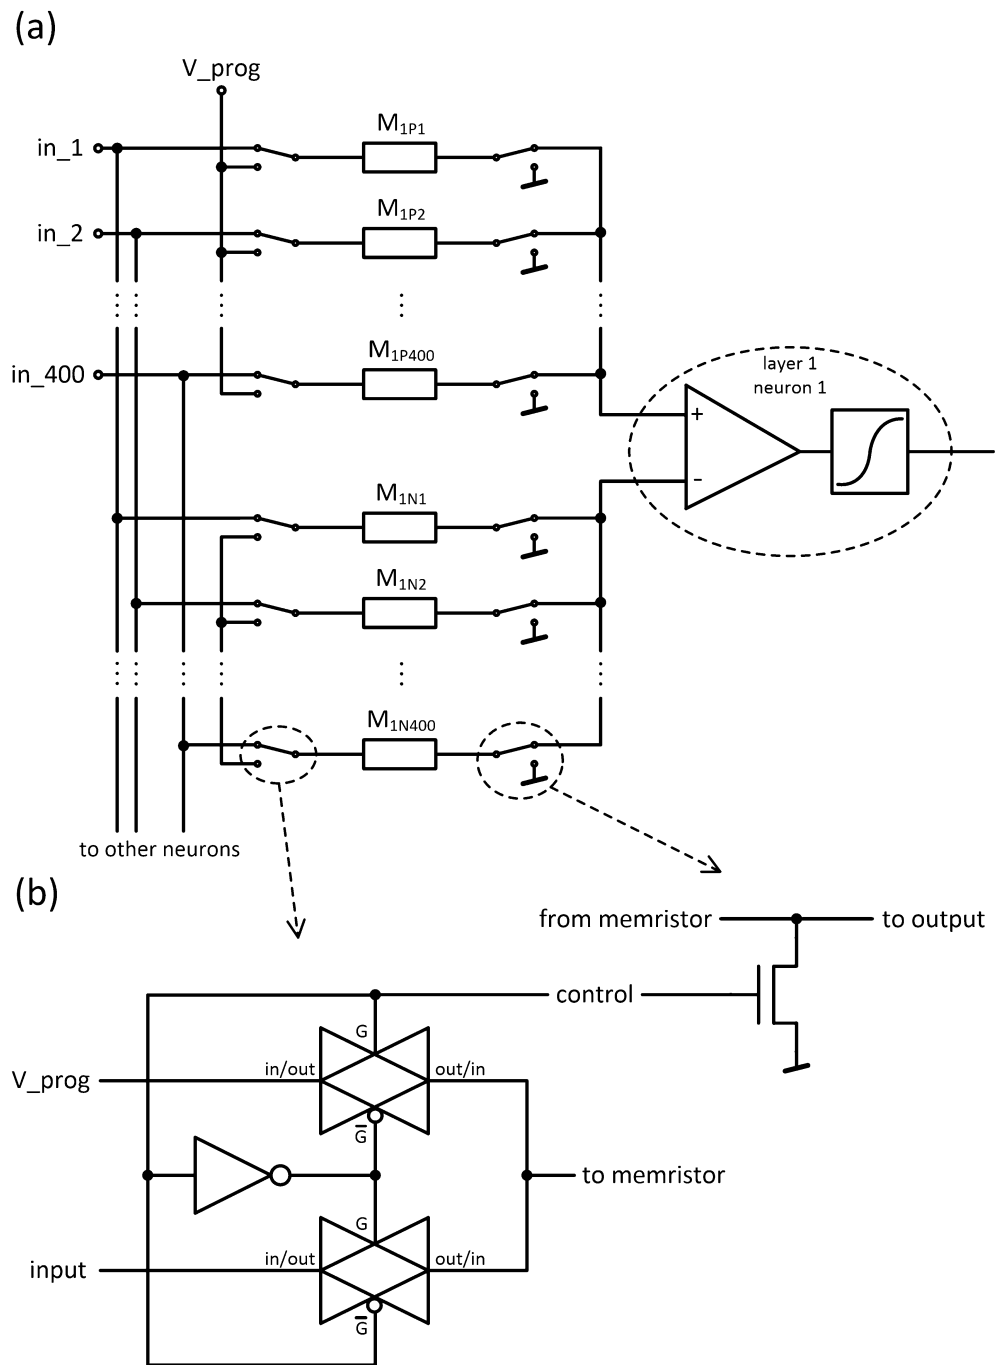 (a)
V_prog
in_1
M1P1
in_2
M1P2
in_400
M1P400
layer 1
neuron 1
+
-
M1N1
M1N2
M1N400
to other neurons
(b)
from memristor
to output
control
G
V_prog
in/out
out/in
G̅
to memristor
G
input
in/out
out/in
G̅